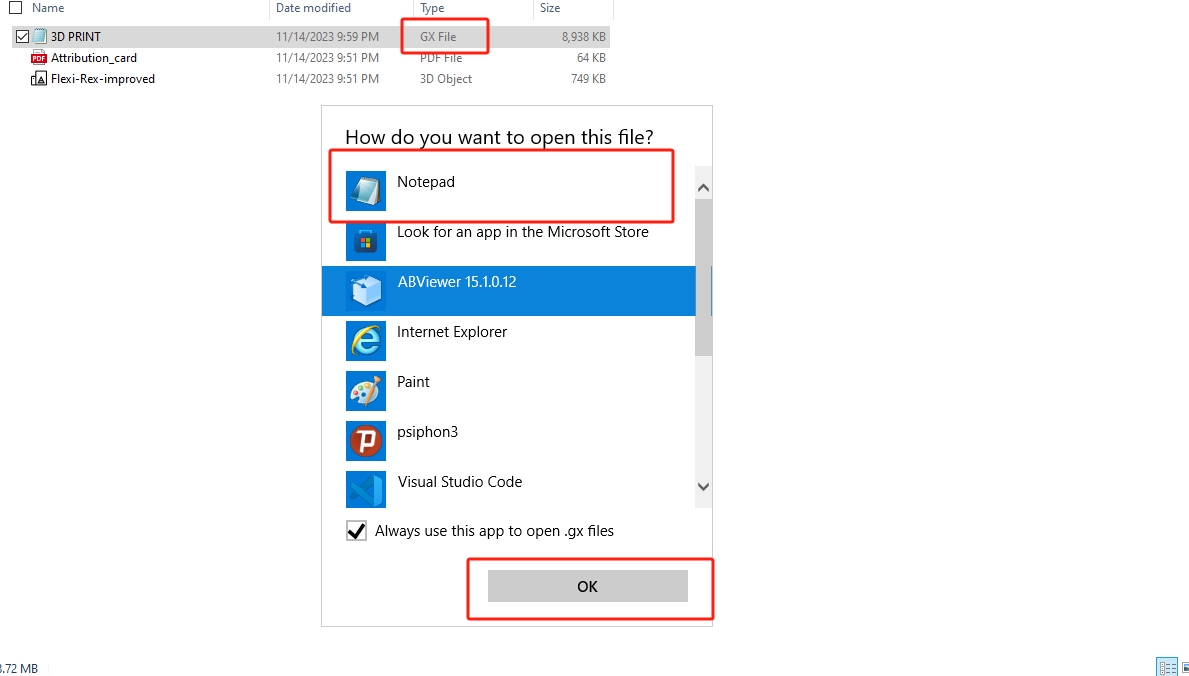 Name Date modified Type Size
3D PRINT 11/14/2023 9:59 PM GX File 8,938 KB
PDF Attribution_card 11/14/2023 9:51 PM PDF File 64 KB
Flexi-Rex-improved 11/14/2023 9:51 PM 3D Object 749 KB
How do you want to open this file?
Notepad
Look for an app in the Microsoft Store
ABViewer 15.1.0.12
Internet Explorer
Paint
psiphon3
Visual Studio Code
Always use this app to open .gx files
OK
.72 MB